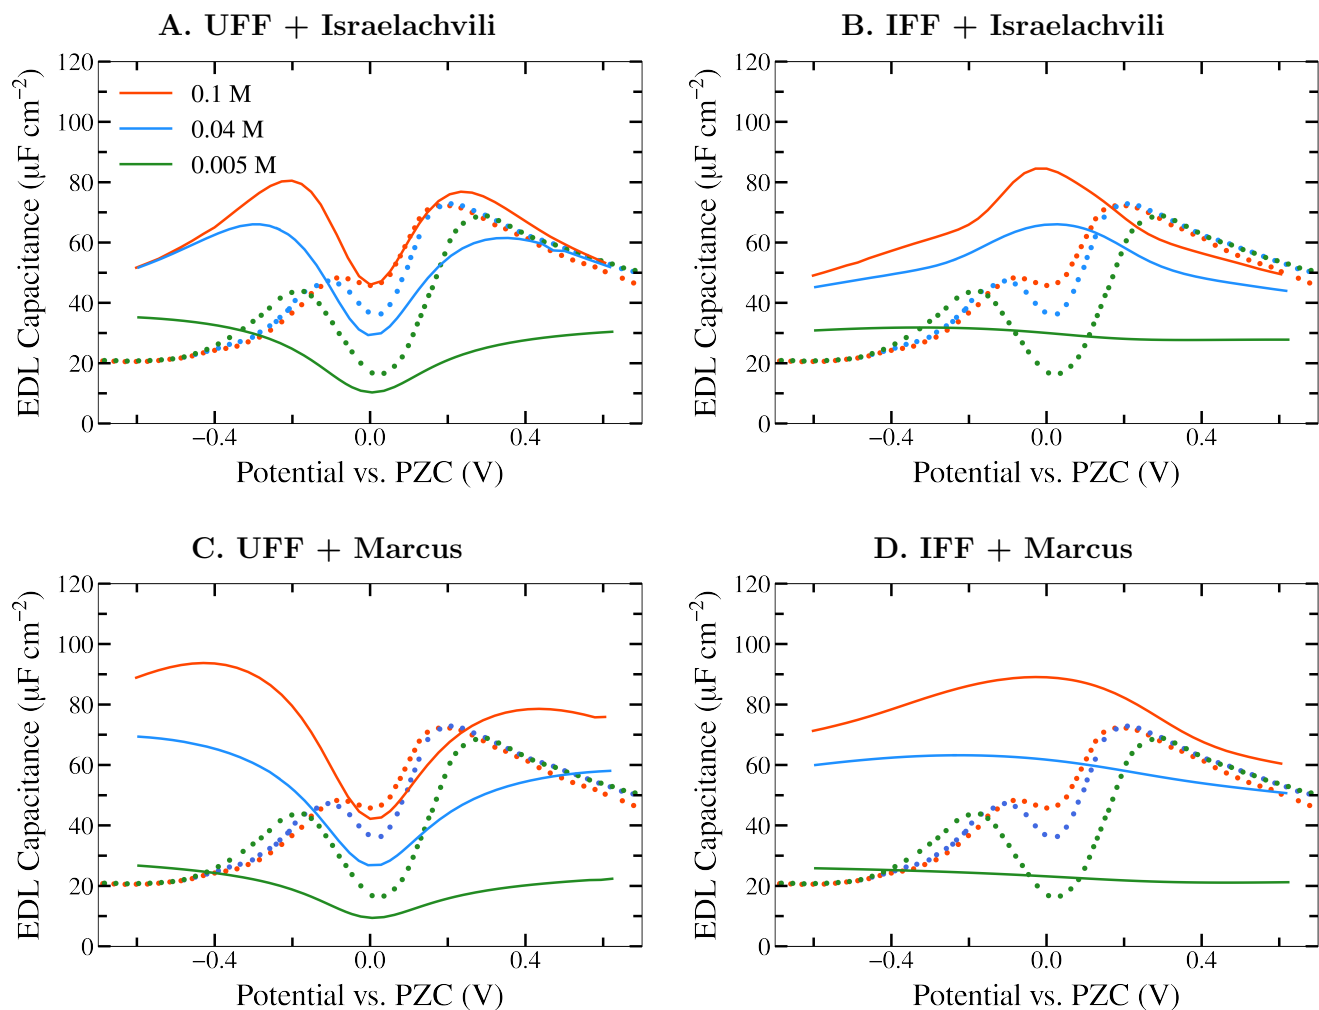 A. UFF + Israelachvili
B. IFF + Israelachvili
EDL Capacitance (µF cm⁻²)
120
100
80
60
40
20
0
0.1 M
0.04 M
0.005 M
−0.4 0.0 0.4
Potential vs. PZC (V)
EDL Capacitance (µF cm⁻²)
120
100
80
60
40
20
0
−0.4 0.0 0.4
Potential vs. PZC (V)
C. UFF + Marcus
D. IFF + Marcus
EDL Capacitance (µF cm⁻²)
120
100
80
60
40
20
0
−0.4 0.0 0.4
Potential vs. PZC (V)
EDL Capacitance (µF cm⁻²)
120
100
80
60
40
20
0
−0.4 0.0 0.4
Potential vs. PZC (V)